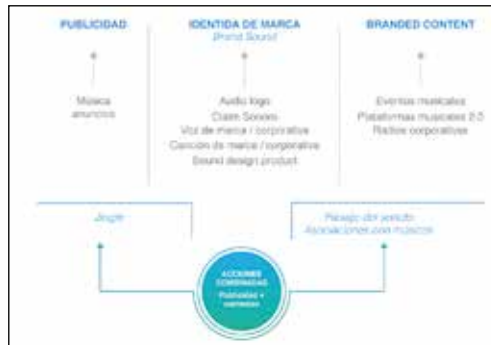 PUBLICIDAD
IDENTIDA DE MARCA
Brand Sound
BRANDED CONTENT
Música
anuncios
Audio logo
Claim Sonoro
Voz de marca / corporativa
Canción de marca / corporativa
Sound design product
Eventos musicales
Plataformas musicales 2-3
Radios corporativas
Jingle
Paisaje del sonido
Asociaciones con músicos
ACCIONES
COMBINADAS